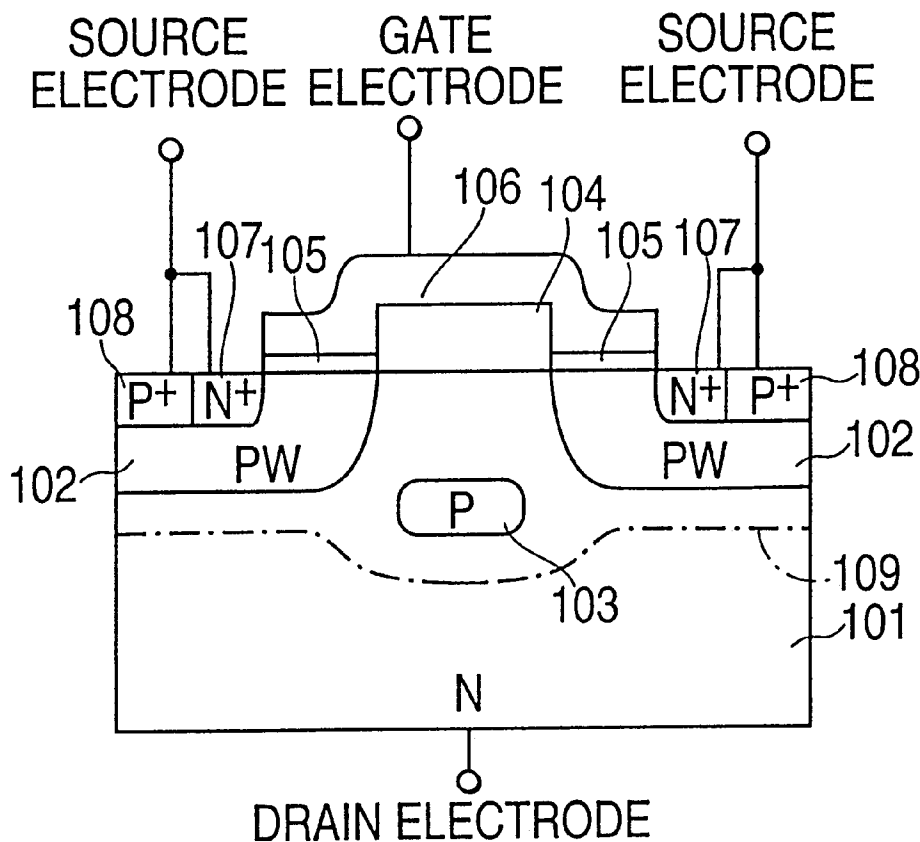 SOURCE ELECTRODE
GATE ELECTRODE
SOURCE ELECTRODE
106
104
107
105
105
107
108
P+
N+
N+
P+
108
102
PW
PW
102
P
103
109
101
N
DRAIN ELECTRODE